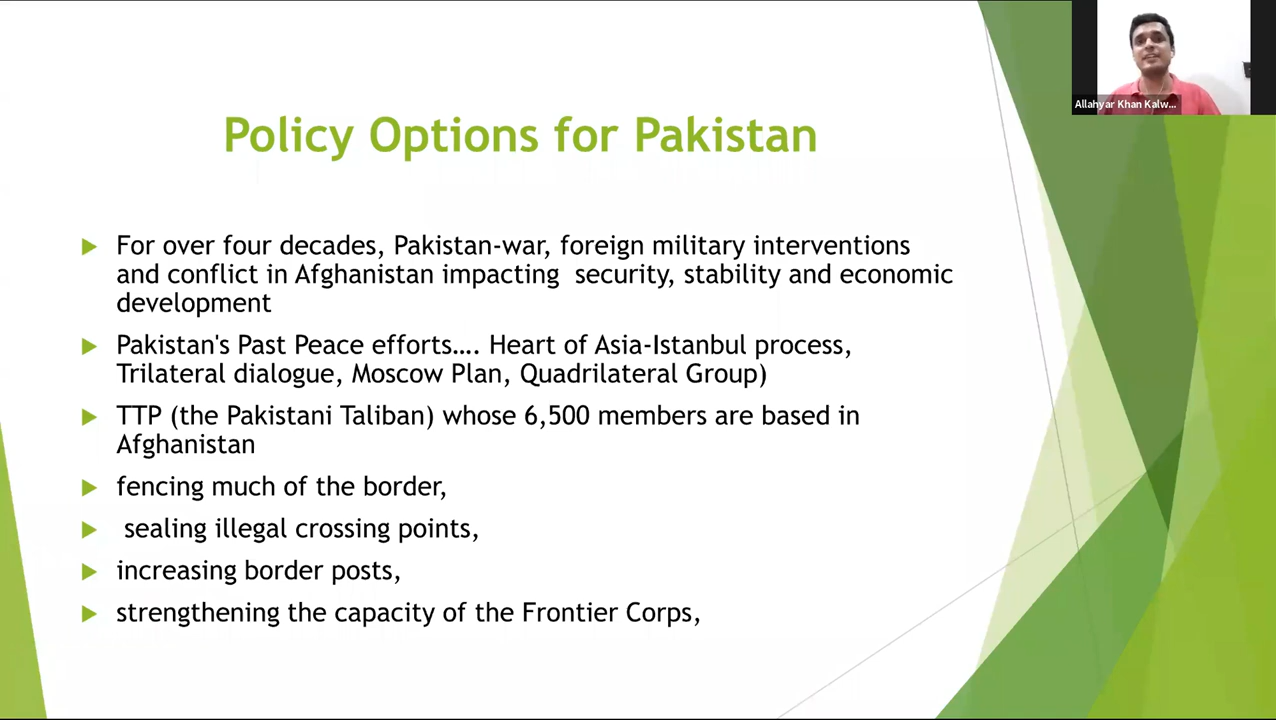 Allahyar Khan Kalw...
Policy Options for Pakistan
For over four decades, Pakistan-war, foreign military interventions
and conflict in Afghanistan impacting  security, stability and economic
development
Pakistan's Past Peace efforts…. Heart of Asia-Istanbul process,
Trilateral dialogue, Moscow Plan, Quadrilateral Group)
TTP (the Pakistani Taliban) whose 6,500 members are based in
Afghanistan
fencing much of the border,
sealing illegal crossing points,
increasing border posts,
strengthening the capacity of the Frontier Corps,